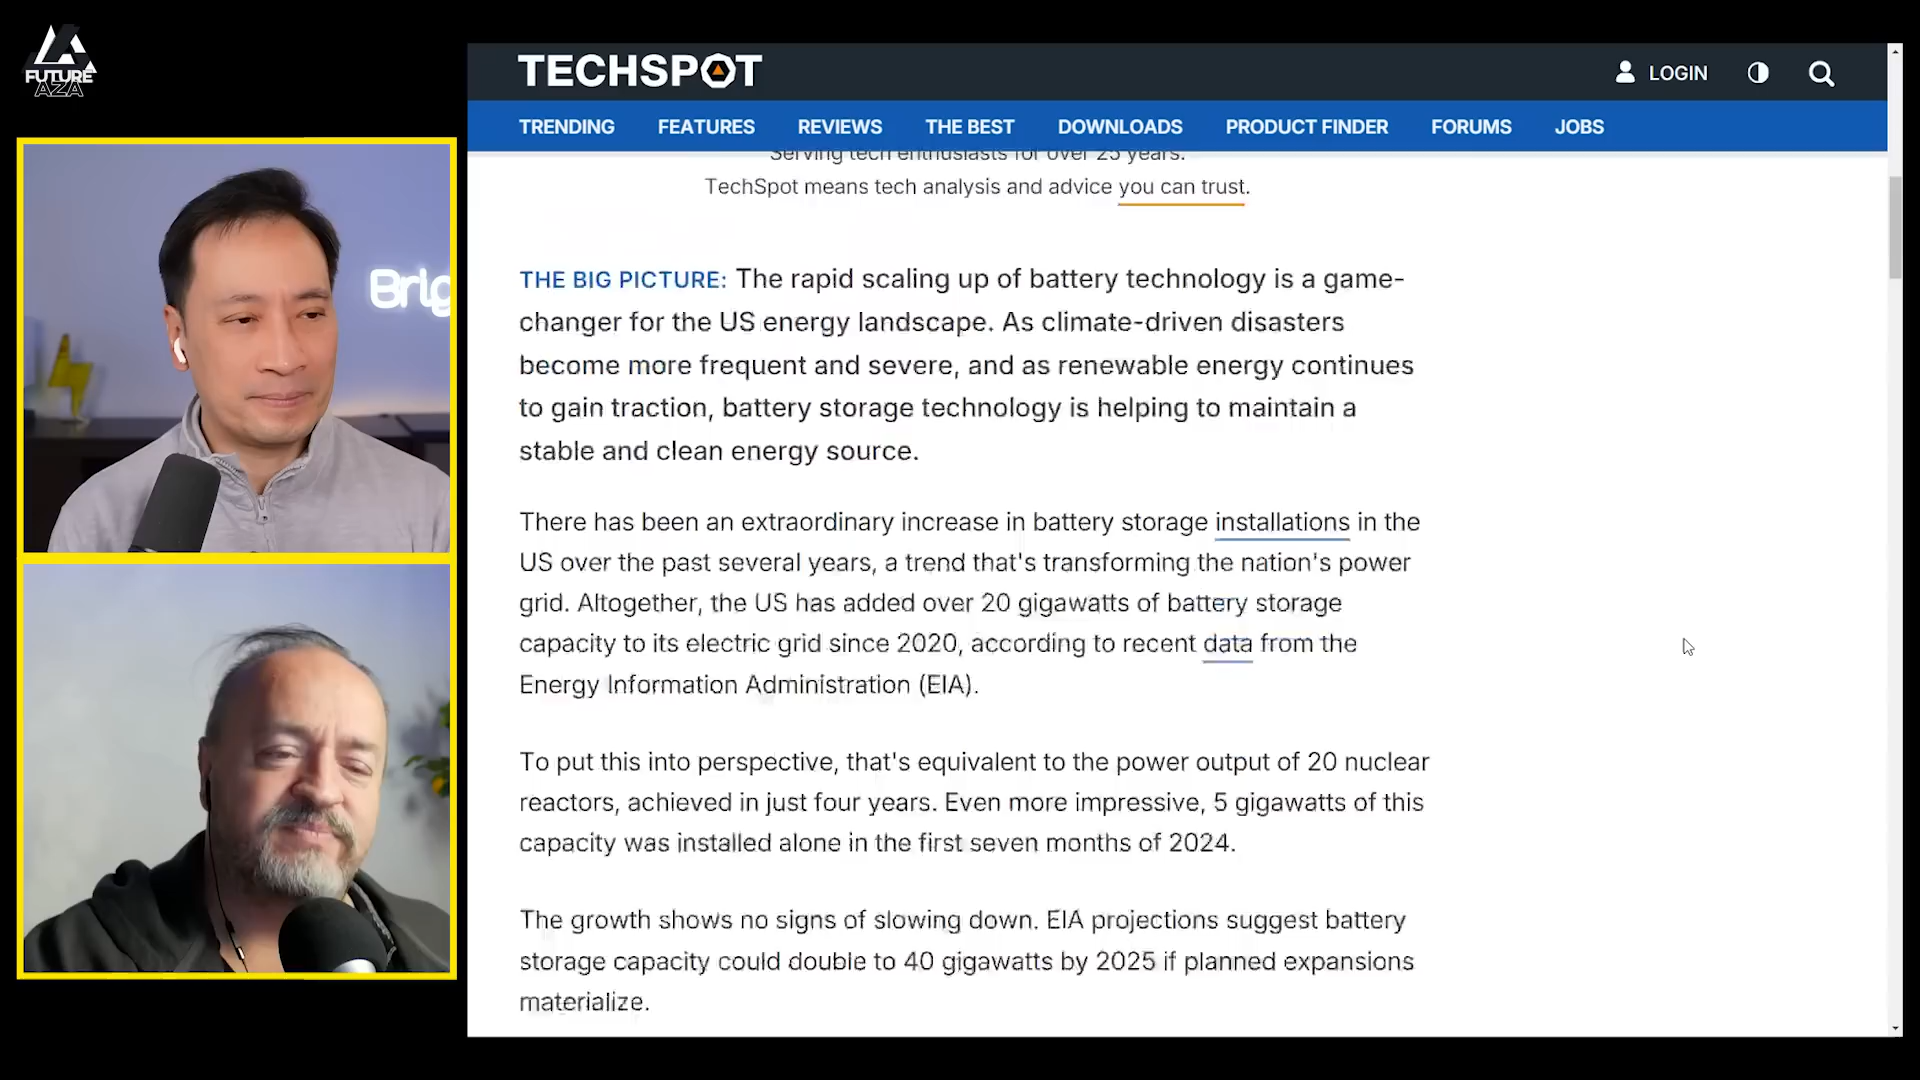 FUTURE
AZA
Brig
TECHSPOT
LOGIN
TRENDING FEATURES REVIEWS THE BEST DOWNLOADS PRODUCT FINDER FORUMS JOBS
Serving tech enthusiasts for over 25 years.
TechSpot means tech analysis and advice you can trust.
THE BIG PICTURE: The rapid scaling up of battery technology is a game-
changer for the US energy landscape. As climate-driven disasters
become more frequent and severe, and as renewable energy continues
to gain traction, battery storage technology is helping to maintain a
stable and clean energy source.
There has been an extraordinary increase in battery storage installations in the
US over the past several years, a trend that's transforming the nation's power
grid. Altogether, the US has added over 20 gigawatts of battery storage
capacity to its electric grid since 2020, according to recent data from the
Energy Information Administration (EIA).
To put this into perspective, that's equivalent to the power output of 20 nuclear
reactors, achieved in just four years. Even more impressive, 5 gigawatts of this
capacity was installed alone in the first seven months of 2024.
The growth shows no signs of slowing down. EIA projections suggest battery
storage capacity could double to 40 gigawatts by 2025 if planned expansions
materialize.